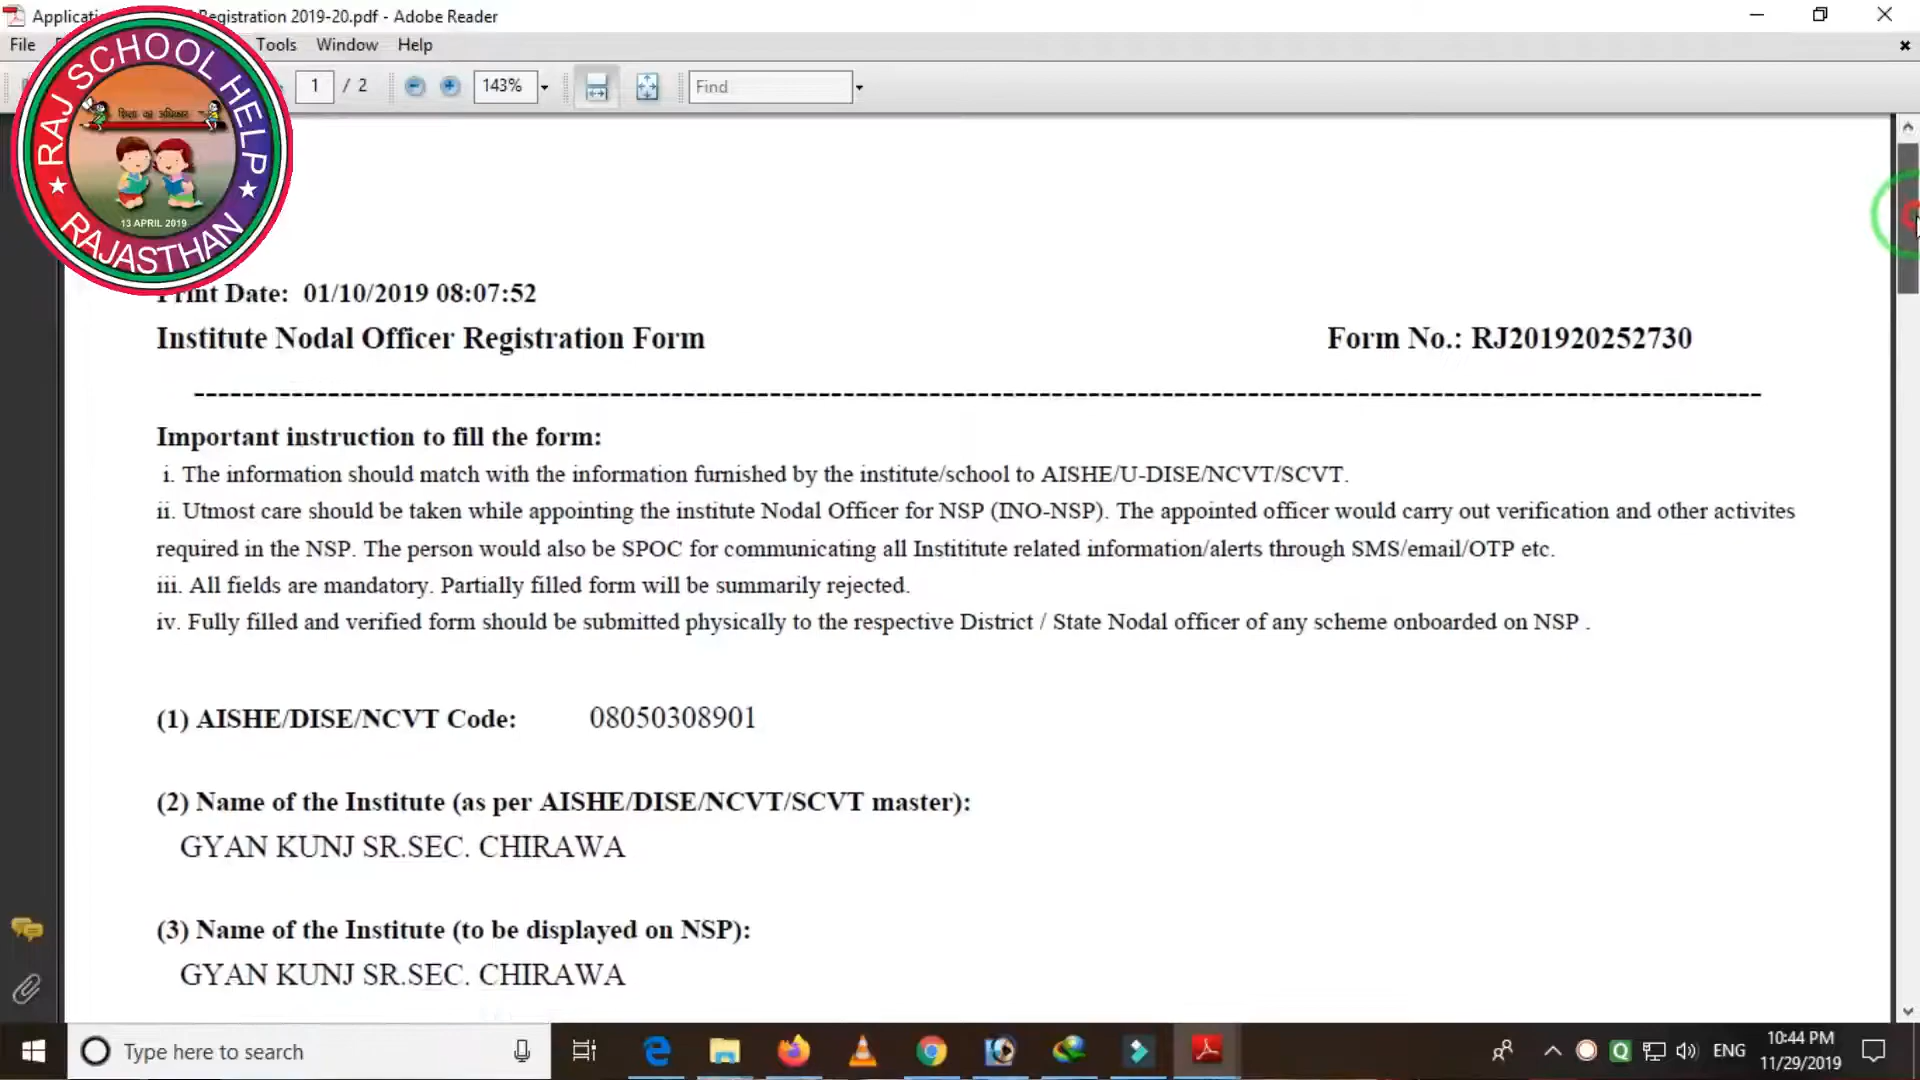 Registration 2019-20.pdf - Adobe Reader
File
Tools
Window
Help
1 / 2
143%
Find
RAJ SCHOOL HELP
13 APRIL 2019
RAJASTHAN
Print Date: 01/10/2019 08:07:52
Institute Nodal Officer Registration Form
Form No.: RJ201920252730
Important instruction to fill the form:
i. The information should match with the information furnished by the institute/school to AISHE/U-DISE/NCVT/SCVT.
ii. Utmost care should be taken while appointing the institute Nodal Officer for NSP (INO-NSP). The appointed officer would carry out verification and other activites
required in the NSP. The person would also be SPOC for communicating all Instititute related information/alerts through SMS/email/OTP etc.
iii. All fields are mandatory. Partially filled form will be summarily rejected.
iv. Fully filled and verified form should be submitted physically to the respective District / State Nodal officer of any scheme onboarded on NSP .
(1) AISHE/DISE/NCVT Code: 08050308901
(2) Name of the Institute (as per AISHE/DISE/NCVT/SCVT master):
GYAN KUNJ SR.SEC. CHIRAWA
(3) Name of the Institute (to be displayed on NSP):
GYAN KUNJ SR.SEC. CHIRAWA
Type here to search
ENG
10:44 PM
11/29/2019